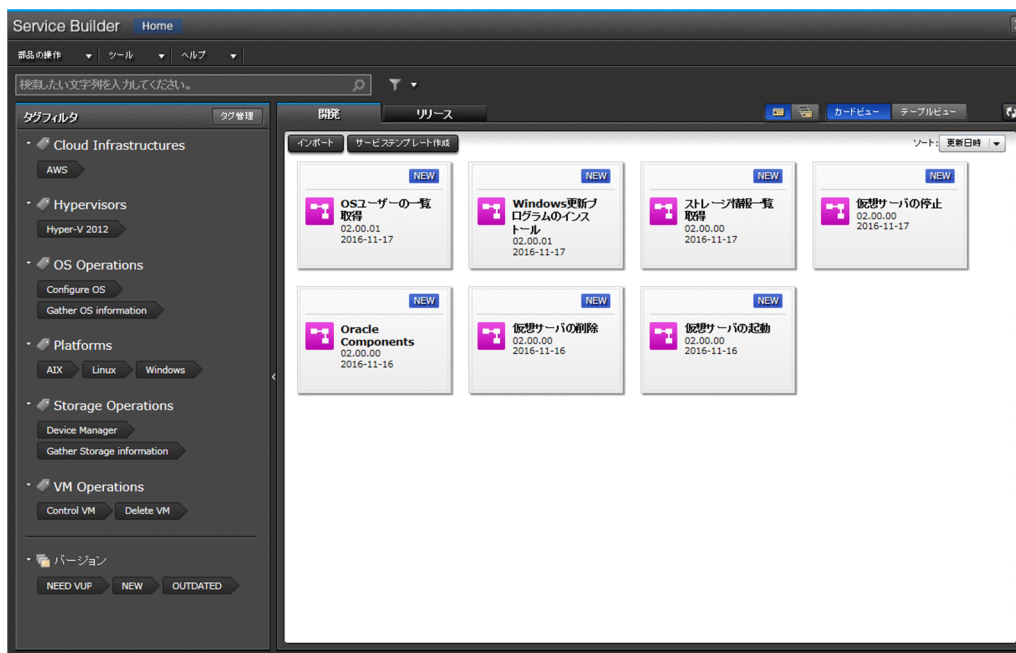 Service Builder Home
部品の操作 ツール ヘルプ
検索したい文字列を入力してください。
タグフィルタ タグ管理
Cloud Infrastructures
AWS
Hypervisors
Hyper-V 2012
OS Operations
Configure OS
Gather OS information
Platforms
AIX Linux Windows
Storage Operations
Device Manager
Gather Storage information
VM Operations
Control VM Delete VM
バージョン
NEED VUP NEW OUTDATED
開発 リリース
カードビュー テーブルビュー
インポート サービステンプレート作成
ソート: 更新日時
NEW
OSユーザーの一覧
取得
02.00.01
2016-11-17
NEW
Windows更新プ
ログラムのインス
トール
02.00.01
2016-11-17
NEW
ストレージ情報一覧
取得
02.00.00
2016-11-17
NEW
仮想サーバの停止
02.00.00
2016-11-17
NEW
Oracle
Components
02.00.00
2016-11-16
NEW
仮想サーバの削除
02.00.00
2016-11-16
NEW
仮想サーバの起動
02.00.00
2016-11-16